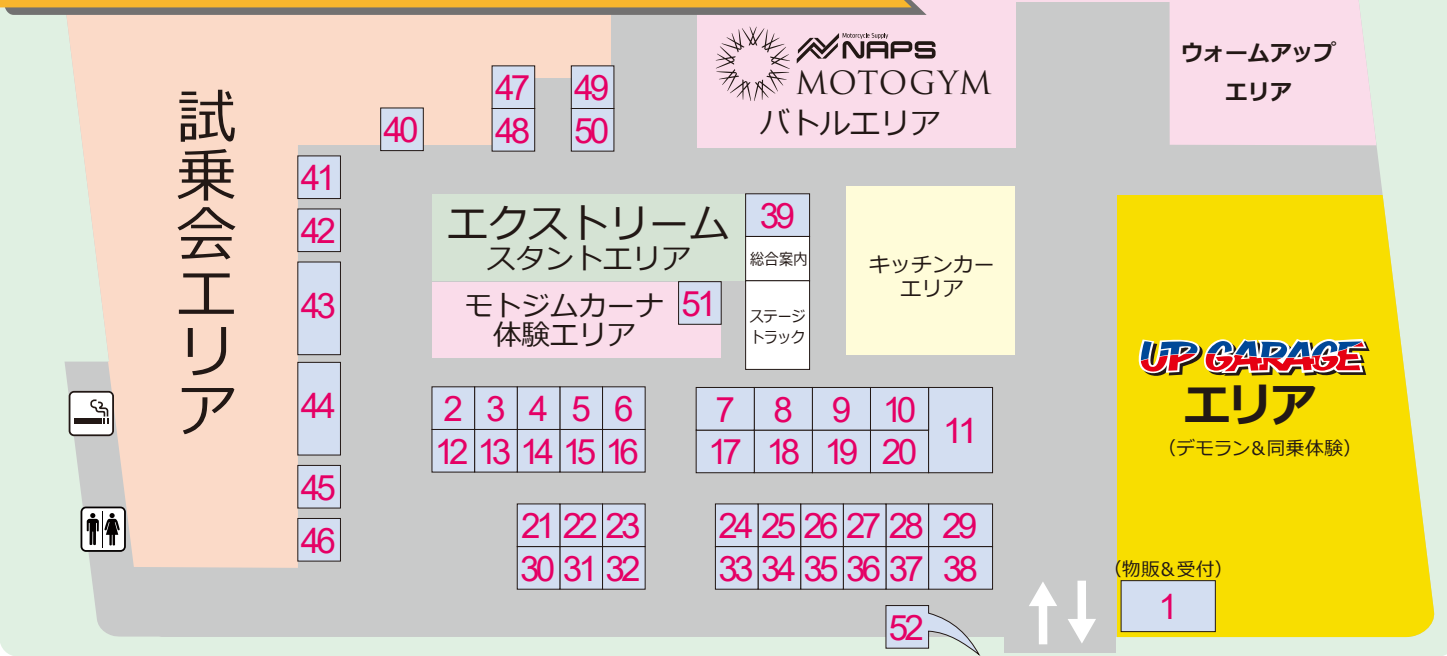 試乗会エリア
Motorcycle Supply
NAPS
MOTOGYM
バトルエリア
ウォームアップ
エリア
47
49
40
48
50
41
42
43
44
45
46
エクストリーム
スタントエリア
39
総合案内
モトジムカーナ
体験エリア
51
ステージ
トラック
キッチンカー
エリア
UP GARAGE
エリア
(デモラン&同乗体験)
2 3 4 5 6
12 13 14 15 16
7 8 9 10 11
17 18 19 20
21 22 23
30 31 32
24 25 26 27 28 29
33 34 35 36 37 38
52
(物販&受付)
1